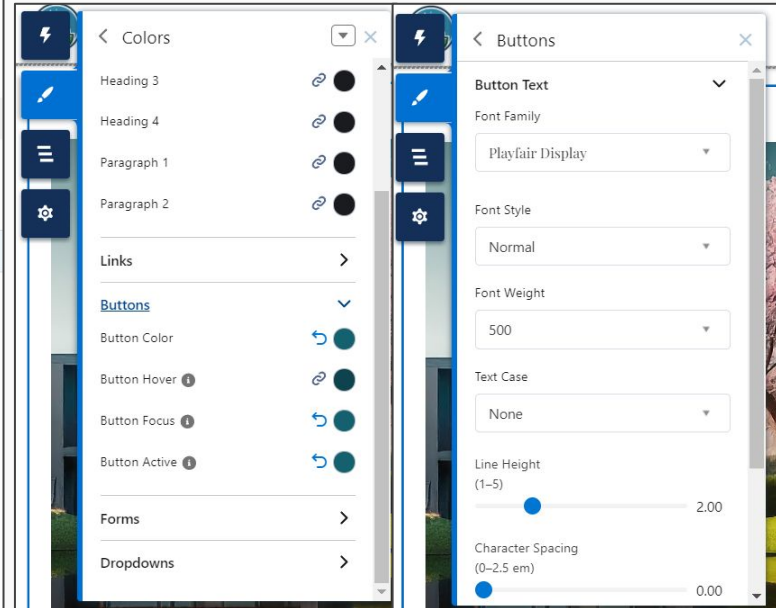 Colors
Heading 3
Heading 4
Paragraph 1
Paragraph 2
Links
Buttons
Button Color
Button Hover
Button Focus
Button Active
Forms
Dropdowns
Buttons
Button Text
Font Family
Playfair Display
Font Style
Normal
Font Weight
500
Text Case
None
Line Height
(1–5)
2.00
Character Spacing
(0–2.5 em)
0.00